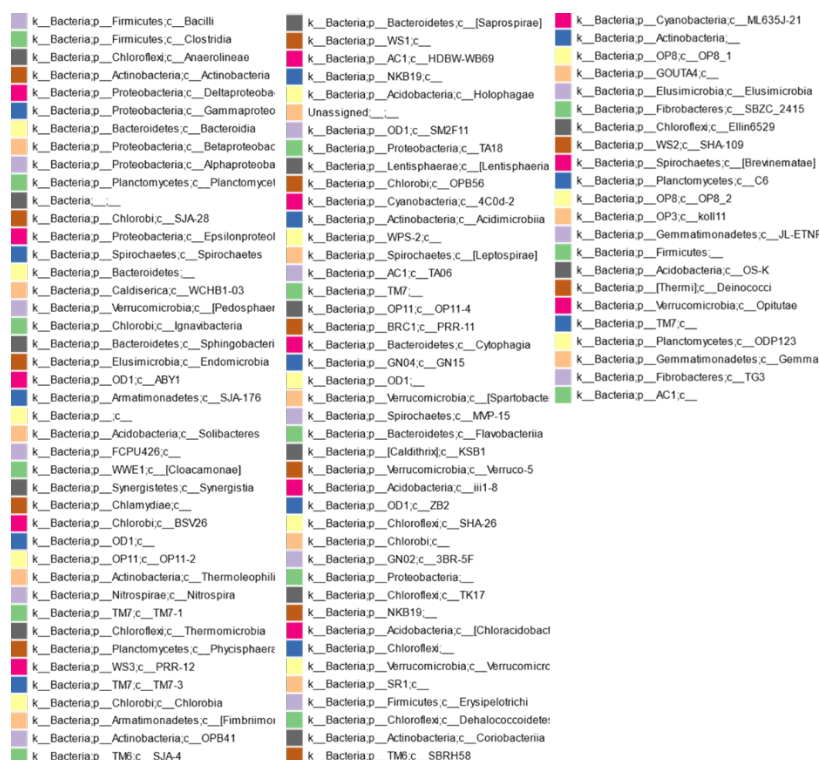 k__Bacteria;p__Firmicutes;c__Bacilli
k__Bacteria;p__Firmicutes;c__Clostridia
k__Bacteria;p__Chloroflexi;c__Anaerolineae
k__Bacteria;p__Actinobacteria;c__Actinobacteria
k__Bacteria;p__Proteobacteria;c__Deltaproteoba
k__Bacteria;p__Proteobacteria;c__Gammaproteo
k__Bacteria;p__Bacteroidetes;c__Bacteroidia
k__Bacteria;p__Proteobacteria;c__Betaproteobac
k__Bacteria;p__Proteobacteria;c__Alphaproteoba
k__Bacteria;p__Planctomycetes;c__Planctomycet
k__Bacteria;__;__
k__Bacteria;p__Chlorobi;c__SJA-28
k__Bacteria;p__Proteobacteria;c__Epsilonproteol
k__Bacteria;p__Spirochaetes;c__Spirochaetes
k__Bacteria;p__Bacteroidetes;__
k__Bacteria;p__Caldiserica;c__WCHB1-03
k__Bacteria;p__Verrucomicrobia;c__[Pedosphaer
k__Bacteria;p__Chlorobi;c__Ignavibacteria
k__Bacteria;p__Bacteroidetes;c__Sphingobacteri
k__Bacteria;p__Elusimicrobia;c__Endomicrobia
k__Bacteria;p__OD1;c__ABY1
k__Bacteria;p__Armatimonadetes;c__SJA-176
k__Bacteria;p__;c__
k__Bacteria;p__Acidobacteria;c__Solibacteres
k__Bacteria;p__FCPU426;c__
k__Bacteria;p__WWE1;c__[Cloacamonae]
k__Bacteria;p__Synergistetes;c__Synergistia
k__Bacteria;p__Chlamydiae;c__
k__Bacteria;p__Chlorobi;c__BSV26
k__Bacteria;p__OD1;c__
k__Bacteria;p__OP11;c__OP11-2
k__Bacteria;p__Actinobacteria;c__Thermoleophili
k__Bacteria;p__Nitrospirae;c__Nitrospira
k__Bacteria;p__TM7;c__TM7-1
k__Bacteria;p__Chloroflexi;c__Thermomicrobia
k__Bacteria;p__Planctomycetes;c__Phycisphaera
k__Bacteria;p__WS3;c__PRR-12
k__Bacteria;p__TM7;c__TM7-3
k__Bacteria;p__Chlorobi;c__Chlorobia
k__Bacteria;p__Armatimonadetes;c__[Fimbriimor
k__Bacteria;p__Actinobacteria;c__OPB41
k__Bacteria;p__TM6;c__SJA-4
k__Bacteria;p__Bacteroidetes;c__[Saprospirae]
k__Bacteria;p__WS1;c__
k__Bacteria;p__AC1;c__HDBW-WB69
k__Bacteria;p__NKB19;c__
k__Bacteria;p__Acidobacteria;c__Holophagae
Unassigned;__;__
k__Bacteria;p__OD1;c__SM2F11
k__Bacteria;p__Proteobacteria;c__TA18
k__Bacteria;p__Lentisphaerae;c__[Lentisphaeria
k__Bacteria;p__Chlorobi;c__OPB56
k__Bacteria;p__Cyanobacteria;c__4C0d-2
k__Bacteria;p__Actinobacteria;c__Acidimicrobiia
k__Bacteria;p__WPS-2;c__
k__Bacteria;p__Spirochaetes;c__[Leptospirae]
k__Bacteria;p__AC1;c__TA06
k__Bacteria;p__TM7;__
k__Bacteria;p__OP11;c__OP11-4
k__Bacteria;p__BRC1;c__PRR-11
k__Bacteria;p__Bacteroidetes;c__Cytophagia
k__Bacteria;p__GN04;c__GN15
k__Bacteria;p__OD1;__
k__Bacteria;p__Verrucomicrobia;c__[Spartobacte
k__Bacteria;p__Spirochaetes;c__MVP-15
k__Bacteria;p__Bacteroidetes;c__Flavobacteriia
k__Bacteria;p__[Caldithrix];c__KSB1
k__Bacteria;p__Verrucomicrobia;c__Verruco-5
k__Bacteria;p__Acidobacteria;c__iii1-8
k__Bacteria;p__OD1;c__ZB2
k__Bacteria;p__Chloroflexi;c__SHA-26
k__Bacteria;p__Chlorobi;c__
k__Bacteria;p__GN02;c__3BR-5F
k__Bacteria;p__Proteobacteria;__
k__Bacteria;p__Chloroflexi;c__TK17
k__Bacteria;p__NKB19;__
k__Bacteria;p__Acidobacteria;c__[Chloracidobact
k__Bacteria;p__Chloroflexi;__
k__Bacteria;p__Verrucomicrobia;c__Verrucomicro
k__Bacteria;p__SR1;c__
k__Bacteria;p__Firmicutes;c__Erysipelotrichi
k__Bacteria;p__Chloroflexi;c__Dehalococcoidetes
k__Bacteria;p__Actinobacteria;c__Coriobacteriia
k__Bacteria;p__TM6;c__SBRH58
k__Bacteria;p__Cyanobacteria;c__ML635J-21
k__Bacteria;p__Actinobacteria;__
k__Bacteria;p__OP8;c__OP8_1
k__Bacteria;p__GOUTA4;c__
k__Bacteria;p__Elusimicrobia;c__Elusimicrobia
k__Bacteria;p__Fibrobacteres;c__SBZC_2415
k__Bacteria;p__Chloroflexi;c__Ellin6529
k__Bacteria;p__WS2;c__SHA-109
k__Bacteria;p__Spirochaetes;c__[Brevinematae]
k__Bacteria;p__Planctomycetes;c__C6
k__Bacteria;p__OP8;c__OP8_2
k__Bacteria;p__OP3;c__koll11
k__Bacteria;p__Gemmatimonadetes;c__JL-ETNP
k__Bacteria;p__Firmicutes;__
k__Bacteria;p__Acidobacteria;c__OS-K
k__Bacteria;p__[Thermi];c__Deinococci
k__Bacteria;p__Verrucomicrobia;c__Opitutae
k__Bacteria;p__TM7;c__
k__Bacteria;p__Planctomycetes;c__ODP123
k__Bacteria;p__Gemmatimonadetes;c__Gemma
k__Bacteria;p__Fibrobacteres;c__TG3
k__Bacteria;p__AC1;c__